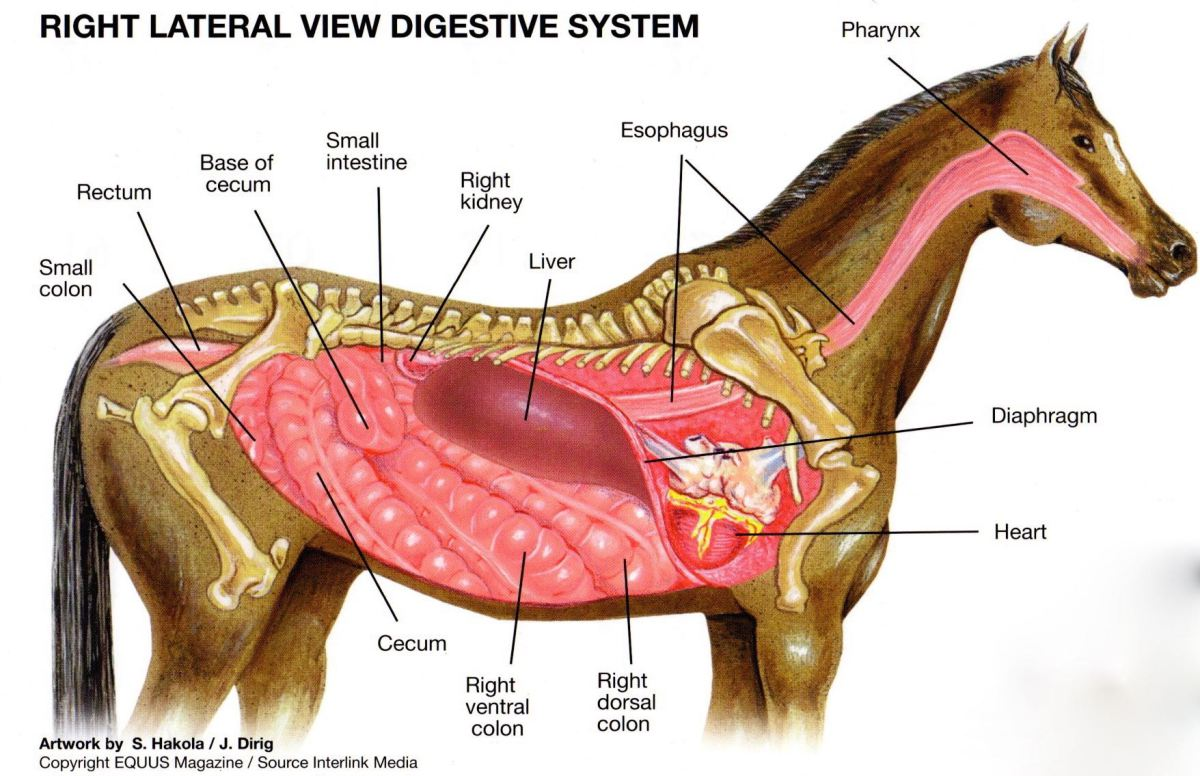 RIGHT LATERAL VIEW DIGESTIVE SYSTEM
Pharynx
Esophagus
Small
intestine
Base of
cecum
Right
kidney
Rectum
Liver
Small
colon
Diaphragm
Heart
Cecum
Right
ventral
colon
Right
dorsal
colon
Artwork by S. Hakola / J. Dirig
Copyright EQUUS Magazine / Source Interlink Media